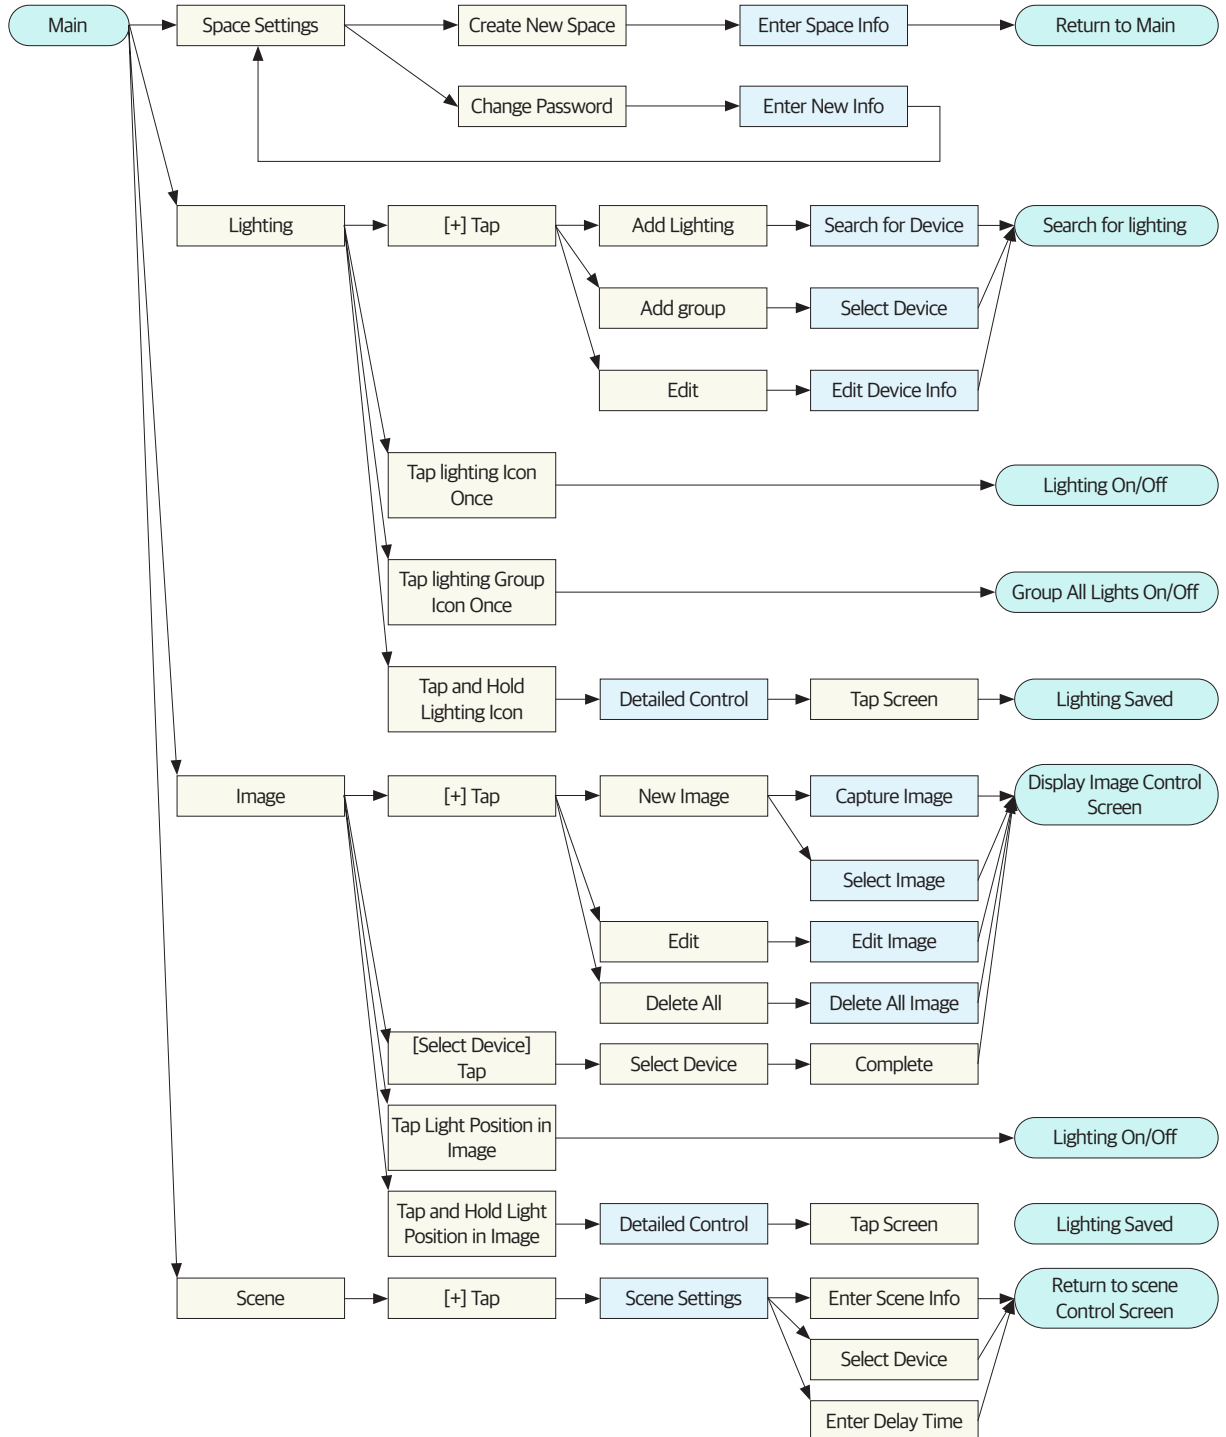 Main
Space Settings
Create New Space
Enter Space Info
Return to Main
Change Password
Enter New Info
Lighting
[+] Tap
Add Lighting
Search for Device
Search for lighting
Add group
Select Device
Edit
Edit Device Info
Tap lighting Icon
Once
Lighting On/Off
Tap lighting Group
Icon Once
Group All Lights On/Off
Tap and Hold
Lighting Icon
Detailed Control
Tap Screen
Lighting Saved
Image
[+] Tap
New Image
Capture Image
Display Image Control
Screen
Select Image
Edit
Edit Image
Delete All
Delete All Image
[Select Device]
Tap
Select Device
Complete
Tap Light Position in
Image
Lighting On/Off
Tap and Hold Light
Position in Image
Detailed Control
Tap Screen
Lighting Saved
Scene
[+] Tap
Scene Settings
Enter Scene Info
Return to scene
Control Screen
Select Device
Enter Delay Time